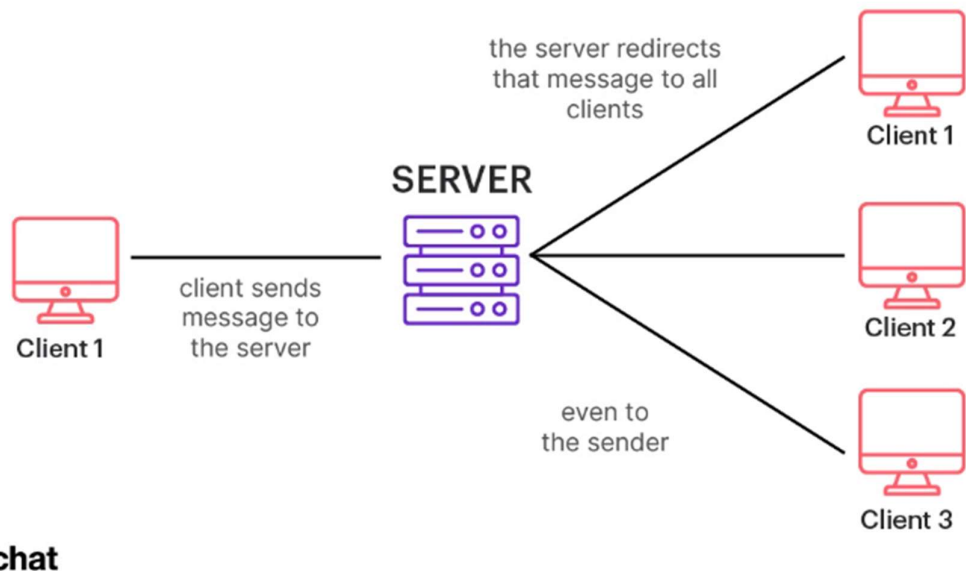 the server redirects
that message to all
clients
Client 1
SERVER
client sends
message to
the server
Client 1
Client 2
even to
the sender
Client 3
chat